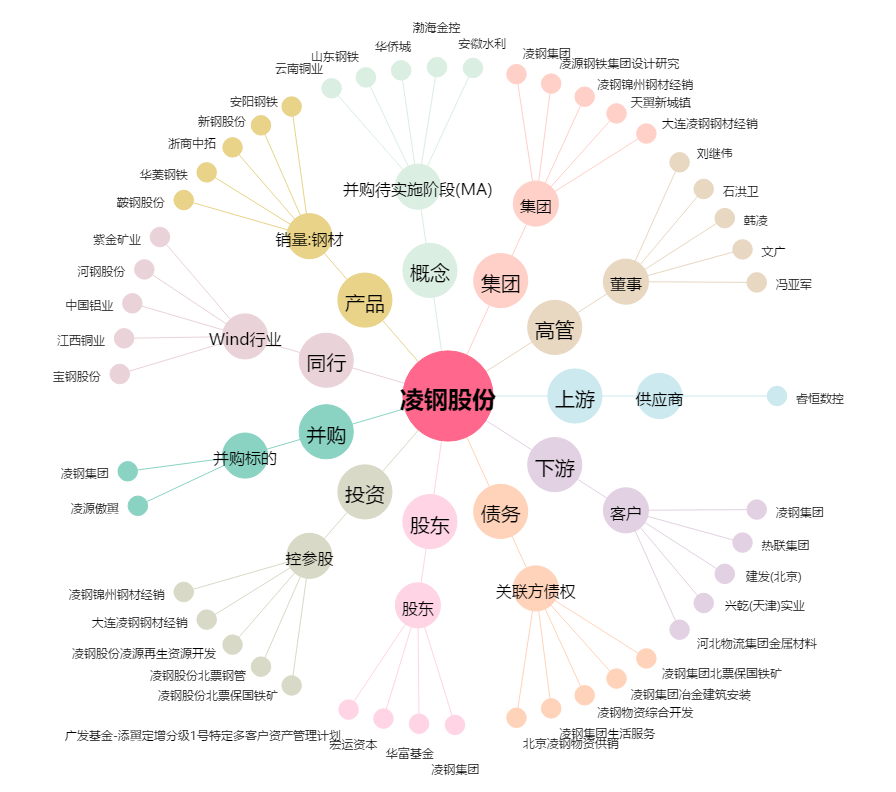 渤海金控
华侨城
安徽水利
山东钢铁
云南铜业
并购待实施阶段(MA)
概念
凌钢集团
凌源钢铁集团设计研究
凌钢锦州钢材经销
天翼新城镇
大连凌钢钢材经销
集团
集团
刘继伟
石洪卫
韩凌
文广
冯亚军
董事
高管
睿恒数控
供应商
上游
凌钢集团
热联集团
建发(北京)
兴乾(天津)实业
河北物流集团金属材料
客户
下游
凌钢集团北票保国铁矿
凌钢集团冶金建筑安装
凌钢物资综合开发
凌钢集团生活服务
北京凌钢物资供销
关联方债权
债务
凌钢集团
华富基金
宏运资本
广发基金-添翼定增分级1号特定多客户资产管理计划
股东
股东
凌钢股份北票保国铁矿
凌钢股份北票钢管
凌钢股份凌源再生资源开发
大连凌钢钢材经销
凌钢锦州钢材经销
控参股
投资
凌源傲翼
凌钢集团
并购标的
并购
宝钢股份
江西铜业
中国铝业
河钢股份
紫金矿业
Wind行业
同行
鞍钢股份
华菱钢铁
浙商中拓
新钢股份
安阳钢铁
销量:钢材
产品
凌钢股份